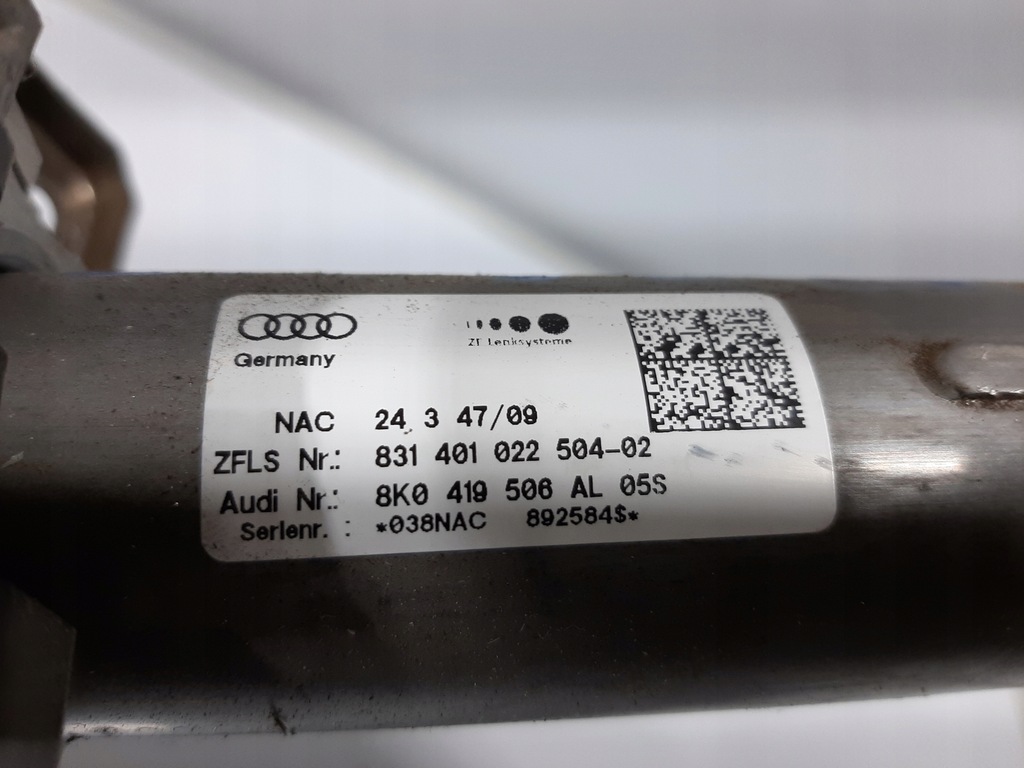 Germany
ZF Lenksysteme
NAC 24 3 47/09
ZFLS Nr.: 831 401 022 504-02
Audi Nr.: 8K0 419 506 AL 05S
Serienr. : *038NAC 892584$*